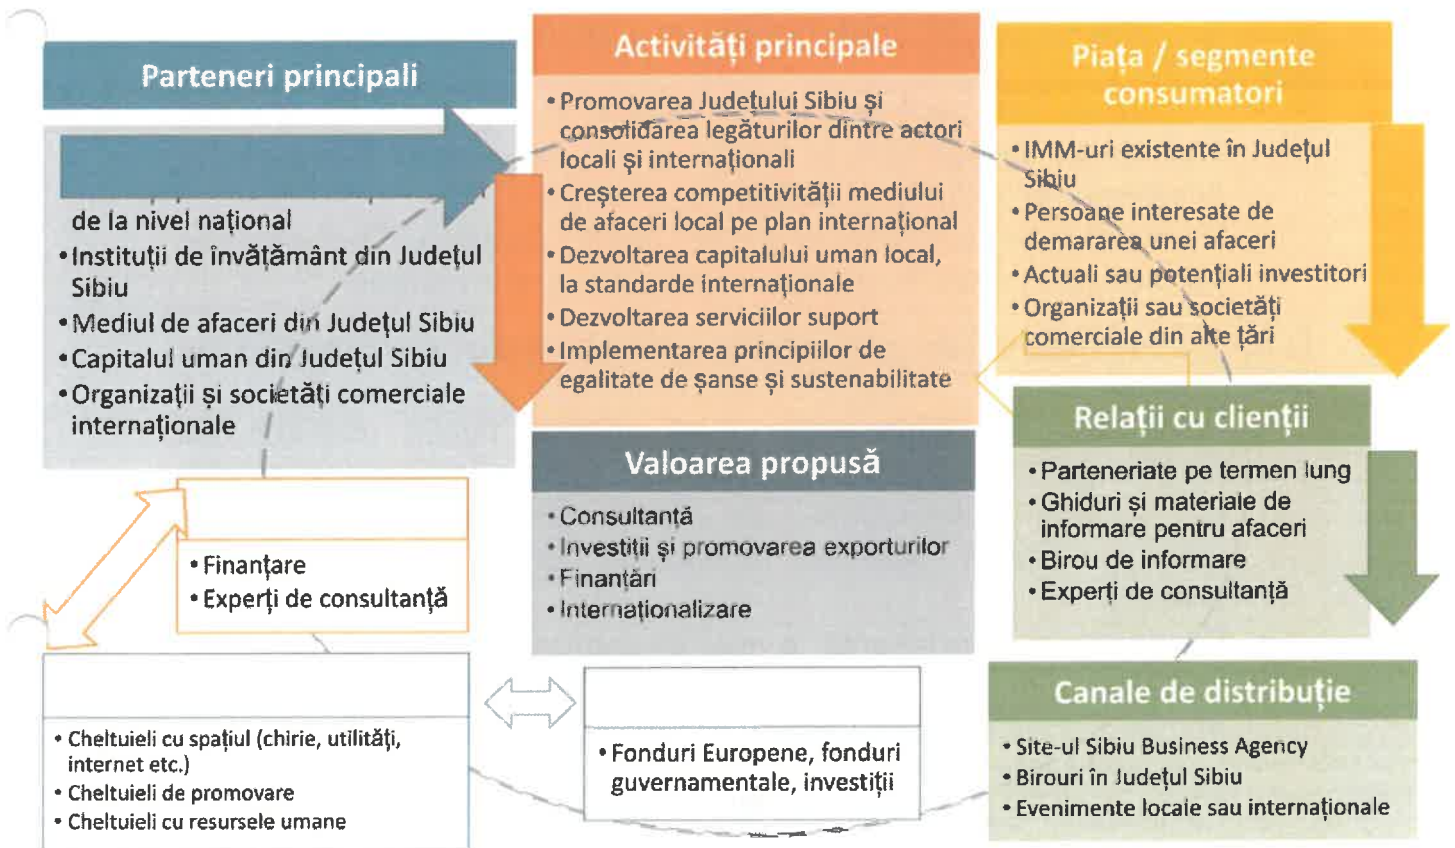 Parteneri principali
de la nivel național
• Instituții de învățământ din Județul
Sibiu
• Mediul de afaceri din Județul Sibiu
• Capitalul uman din Județul Sibiu
• Organizații și societăți comerciale
internaționale
Activități principale
• Promovarea Județului Sibiu și
consolidarea legăturilor dintre actori
locali și internaționali
• Creșterea competitivității mediului
de afaceri local pe plan internațional
• Dezvoltarea capitalului uman local,
la standarde internaționale
• Dezvoltarea serviciilor suport
• Implementarea principiilor de
egalitate de șanse și sustenabilitate
Piața / segmente
consumatori
• IMM-uri existente în Județul
Sibiu
• Persoane interesate de
demararea unei afaceri
• Actuali sau potențiali investitori
• Organizații sau societăți
comerciale din alte țări
Valoarea propusă
• Consultanță
• Investiții și promovarea exporturilor
• Finanțări
• Internaționalizare
Relații cu clienții
• Parteneriate pe termen lung
• Ghiduri și materiale de
informare pentru afaceri
• Birou de informare
• Experți de consultanță
• Finanțare
• Experți de consultanță
• Cheltuieli cu spațiul (chirie, utilități,
internet etc.)
• Cheltuieli de promovare
• Cheltuieli cu resursele umane
• Fonduri Europene, fonduri
guvernamentale, investiții
Canale de distribuție
• Site-ul Sibiu Business Agency
• Birouri în Județul Sibiu
• Evenimente locale sau internaționale